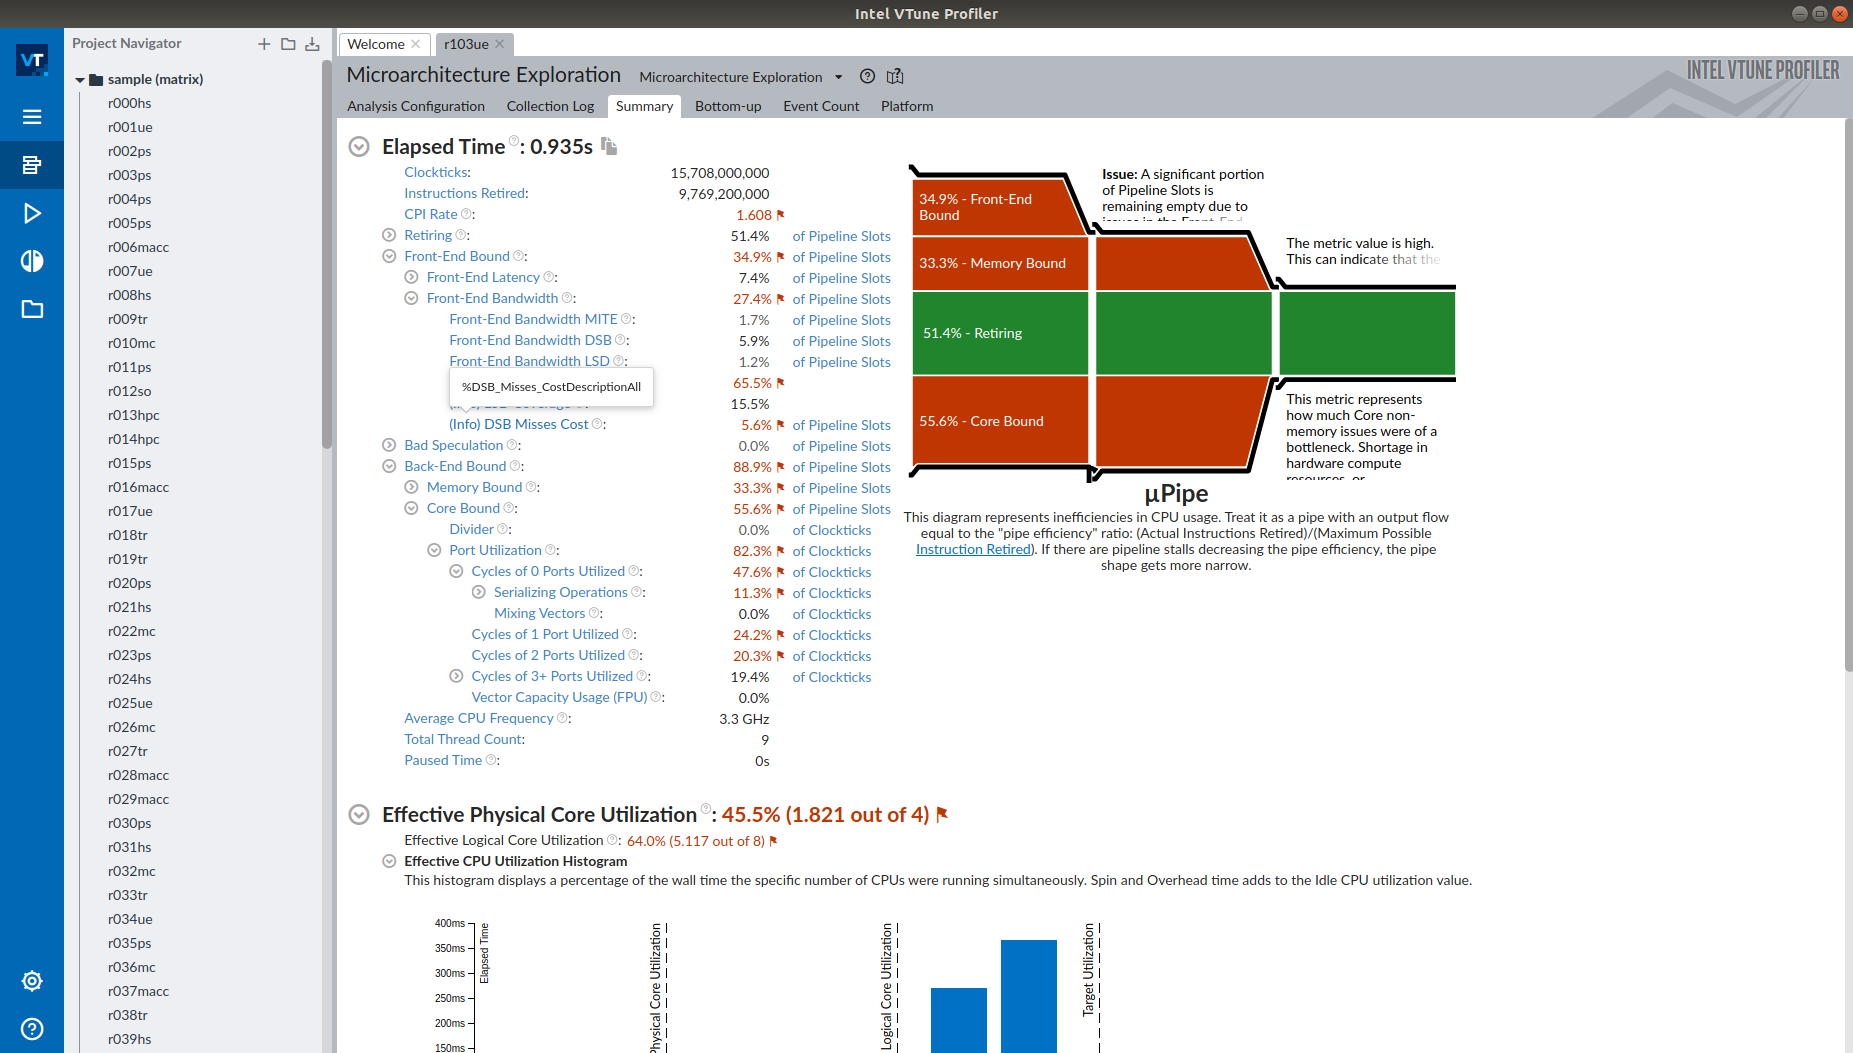 Intel VTune Profiler
VT
Project Navigator
sample (matrix)
r000hs
r001ue
r002ps
r003ps
r004ps
r005ps
r006macc
r007ue
r008hs
r009tr
r010mc
r011ps
r012so
r013hpc
r014hpc
r015ps
r016macc
r017ue
r018tr
r019tr
r020ps
r021hs
r022mc
r023ps
r024hs
r025ue
r026mc
r027tr
r028macc
r029macc
r030ps
r031hs
r032mc
r033tr
r034ue
r035ps
r036mc
r037macc
r038tr
r039hs
Welcome
r103ue
Microarchitecture Exploration
Microarchitecture Exploration
INTEL VTUNE PROFILER
Analysis Configuration Collection Log Summary Bottom-up Event Count Platform
Elapsed Time : 0.935s
Clockticks: 15,708,000,000
Instructions Retired: 9,769,200,000
CPI Rate : 1.608
Retiring : 51.4% of Pipeline Slots
Front-End Bound : 34.9% of Pipeline Slots
Front-End Latency : 7.4% of Pipeline Slots
Front-End Bandwidth : 27.4% of Pipeline Slots
Front-End Bandwidth MITE : 1.7% of Pipeline Slots
Front-End Bandwidth DSB : 5.9% of Pipeline Slots
Front-End Bandwidth LSD : 1.2% of Pipeline Slots
%DSB_Misses_CostDescriptionAll
65.5%
15.5%
(Info) DSB Misses Cost : 5.6% of Pipeline Slots
Bad Speculation : 0.0% of Pipeline Slots
Back-End Bound : 88.9% of Pipeline Slots
Memory Bound : 33.3% of Pipeline Slots
Core Bound : 55.6% of Pipeline Slots
Divider : 0.0% of Clockticks
Port Utilization : 82.3% of Clockticks
Cycles of 0 Ports Utilized : 47.6% of Clockticks
Serializing Operations : 11.3% of Clockticks
Mixing Vectors : 0.0% of Clockticks
Cycles of 1 Port Utilized : 24.2% of Clockticks
Cycles of 2 Ports Utilized : 20.3% of Clockticks
Cycles of 3+ Ports Utilized : 19.4% of Clockticks
Vector Capacity Usage (FPU) : 0.0%
Average CPU Frequency : 3.3 GHz
Total Thread Count: 9
Paused Time : 0s
34.9% - Front-End
Bound
33.3% - Memory Bound
51.4% - Retiring
55.6% - Core Bound
Issue: A significant portion
of Pipeline Slots is
remaining empty due to
issues in the Front-End
The metric value is high.
This can indicate that the
This metric represents
how much Core non-
memory issues were of a
bottleneck. Shortage in
hardware compute
resources, or
µPipe
This diagram represents inefficiencies in CPU usage. Treat it as a pipe with an output flow
equal to the "pipe efficiency" ratio: (Actual Instructions Retired)/(Maximum Possible
Instruction Retired). If there are pipeline stalls decreasing the pipe efficiency, the pipe
shape gets more narrow.
Effective Physical Core Utilization : 45.5% (1.821 out of 4)
Effective Logical Core Utilization : 64.0% (5.117 out of 8)
Effective CPU Utilization Histogram
This histogram displays a percentage of the wall time the specific number of CPUs were running simultaneously. Spin and Overhead time adds to the Idle CPU utilization value.
400ms
350ms
300ms
250ms
200ms
150ms
Elapsed Time
Physical Core Utilization
Logical Core Utilization
Target Utilization